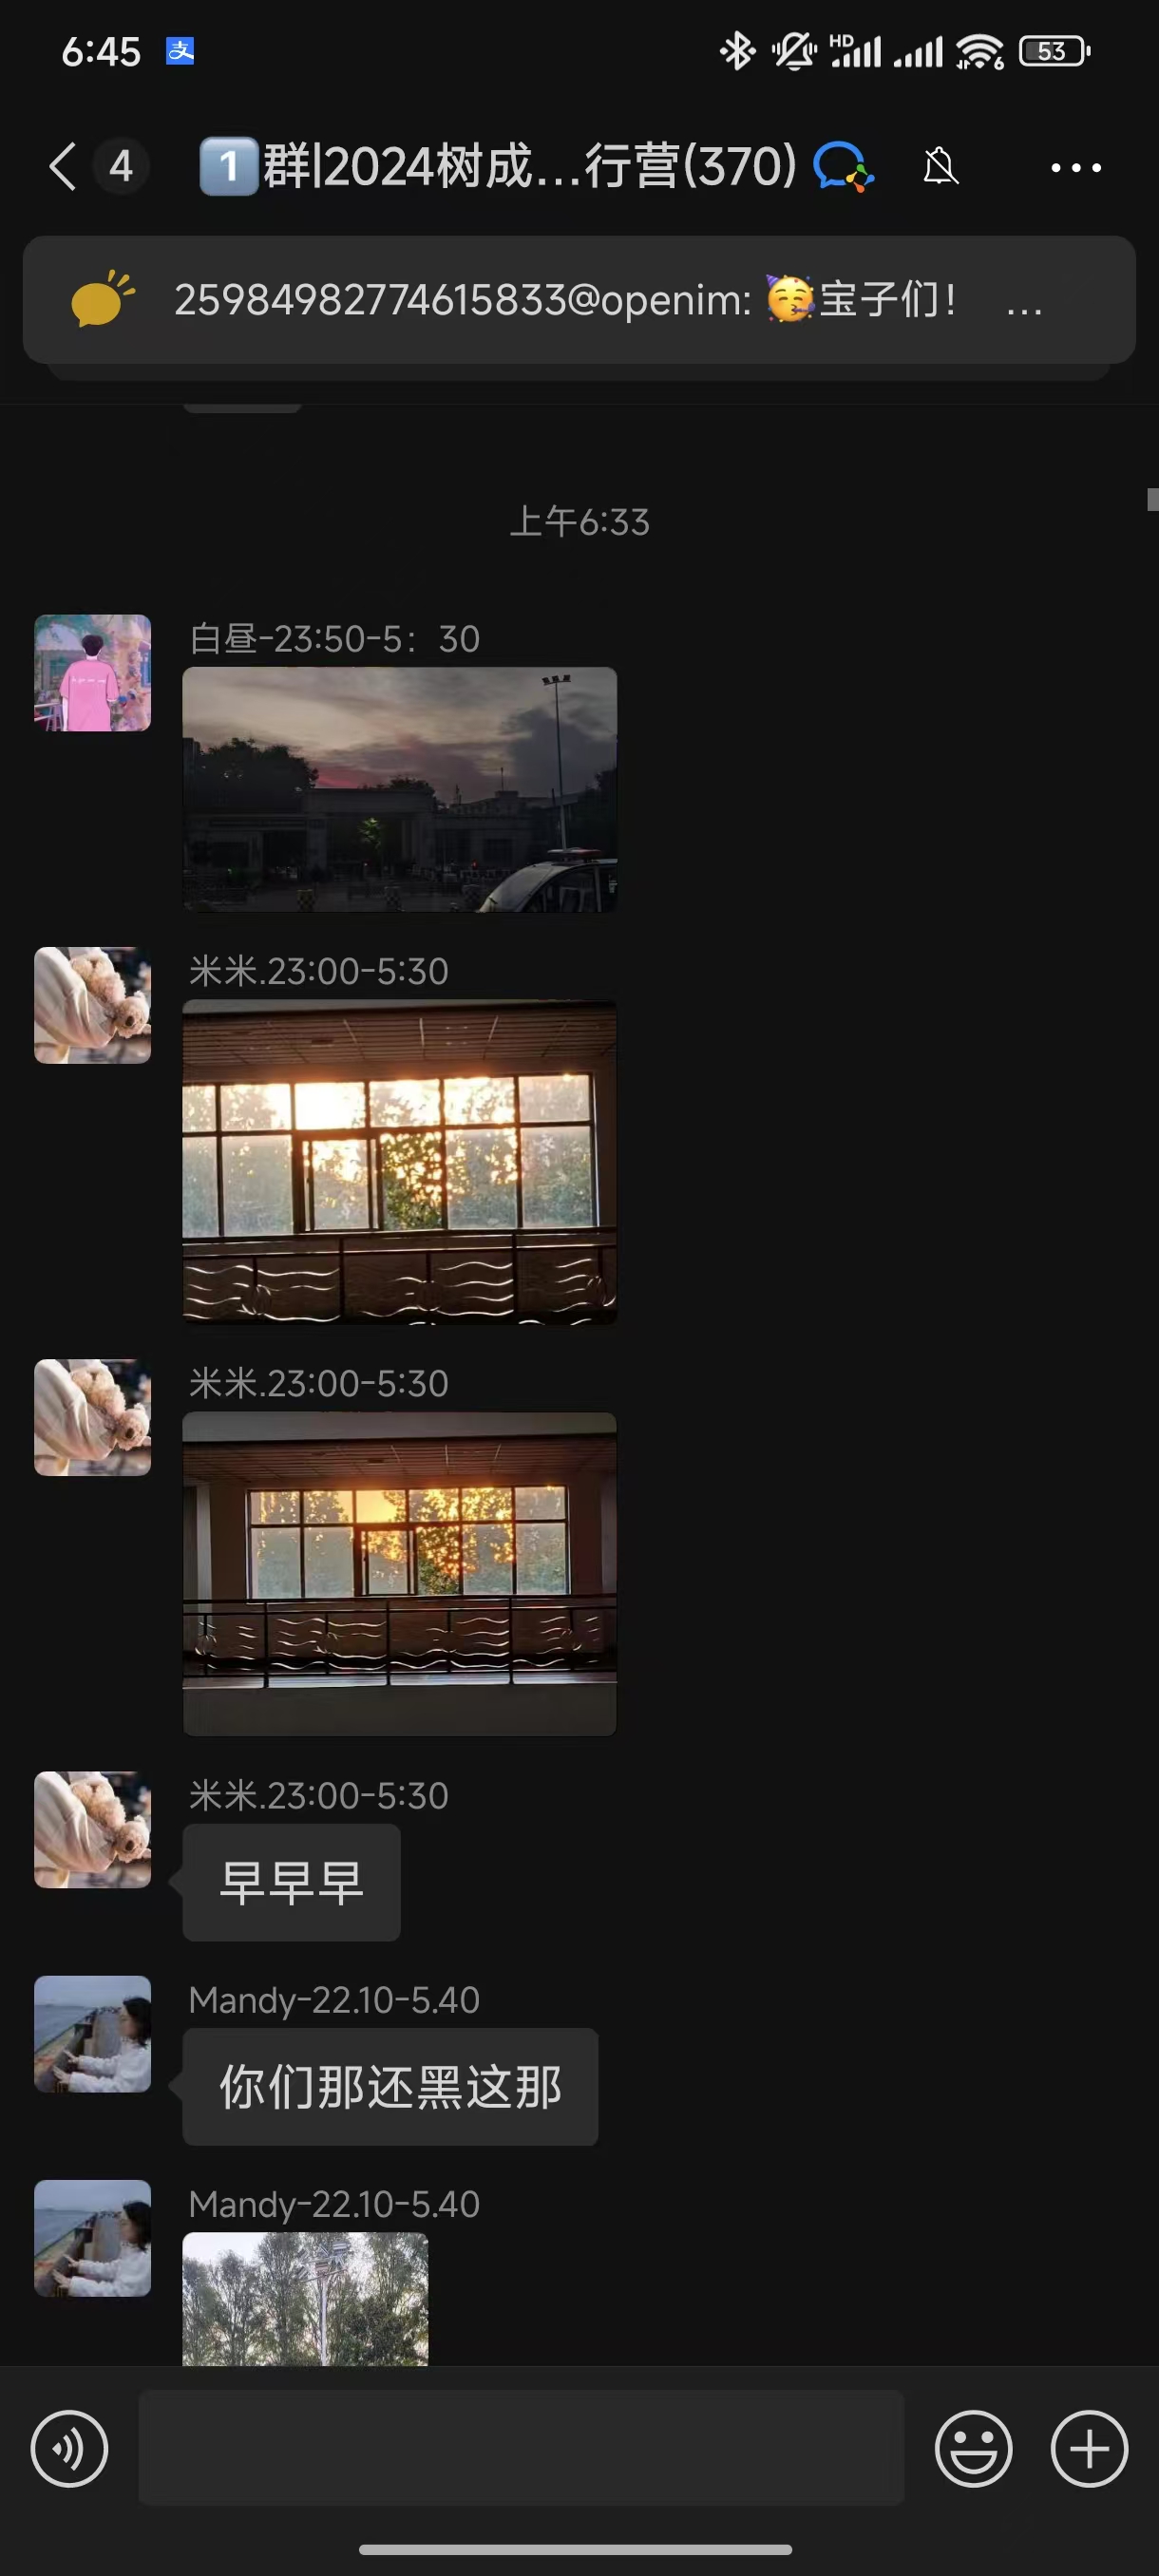 6:45 支 HD 6 53
4 1群|2024树成...行营(370)
25984982774615833@openim: 🥳宝子们！ ...
上午6:33
白昼-23:50-5：30
米米.23:00-5:30
米米.23:00-5:30
米米.23:00-5:30
早早早
Mandy-22.10-5.40
你们那还黑这那
Mandy-22.10-5.40